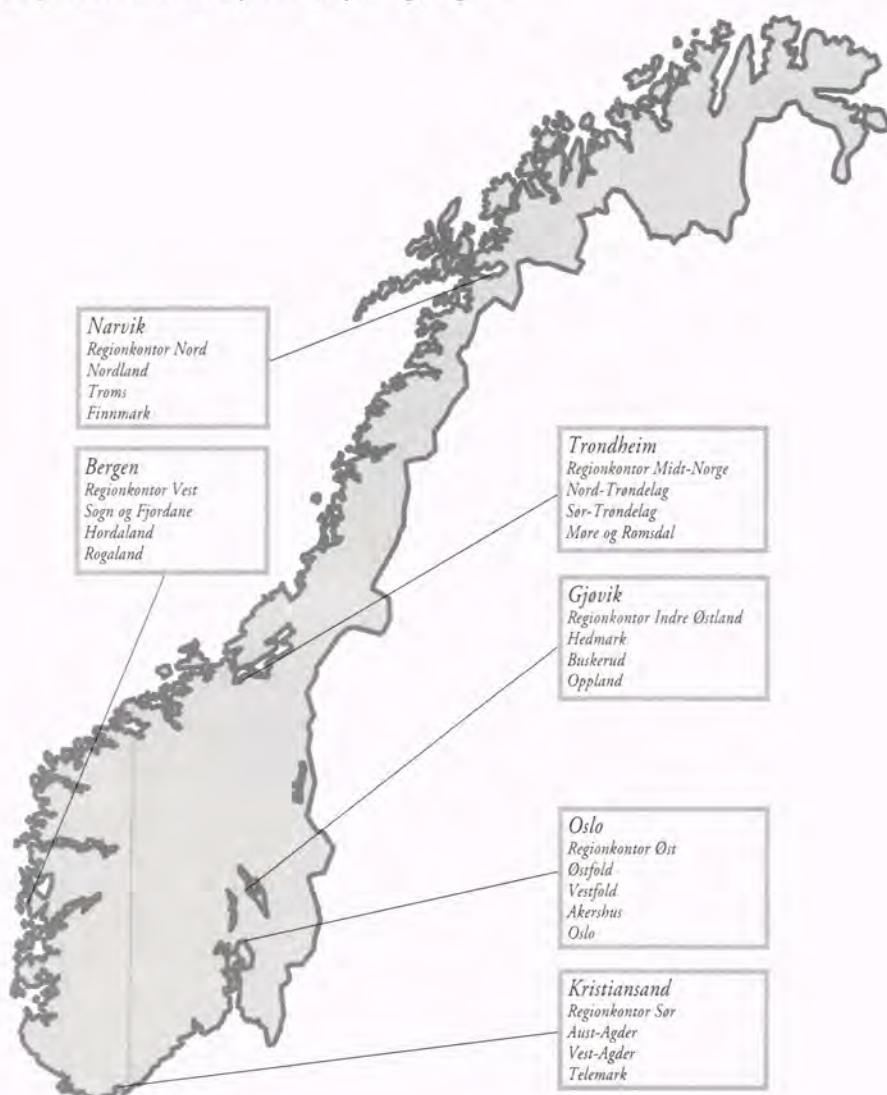 Narvik
Regionkontor Nord
Nordland
Troms
Finnmark
Bergen
Regionkontor Vest
Sogn og Fjordane
Hordaland
Rogaland
Trondheim
Regionkontor Midt-Norge
Nord-Trøndelag
Sør-Trøndelag
Møre og Romsdal
Gjøvik
Regionkontor Indre Østland
Hedmark
Buskerud
Oppland
Oslo
Regionkontor Øst
Østfold
Vestfold
Akershus
Oslo
Kristiansand
Regionkontor Sør
Aust-Agder
Vest-Agder
Telemark